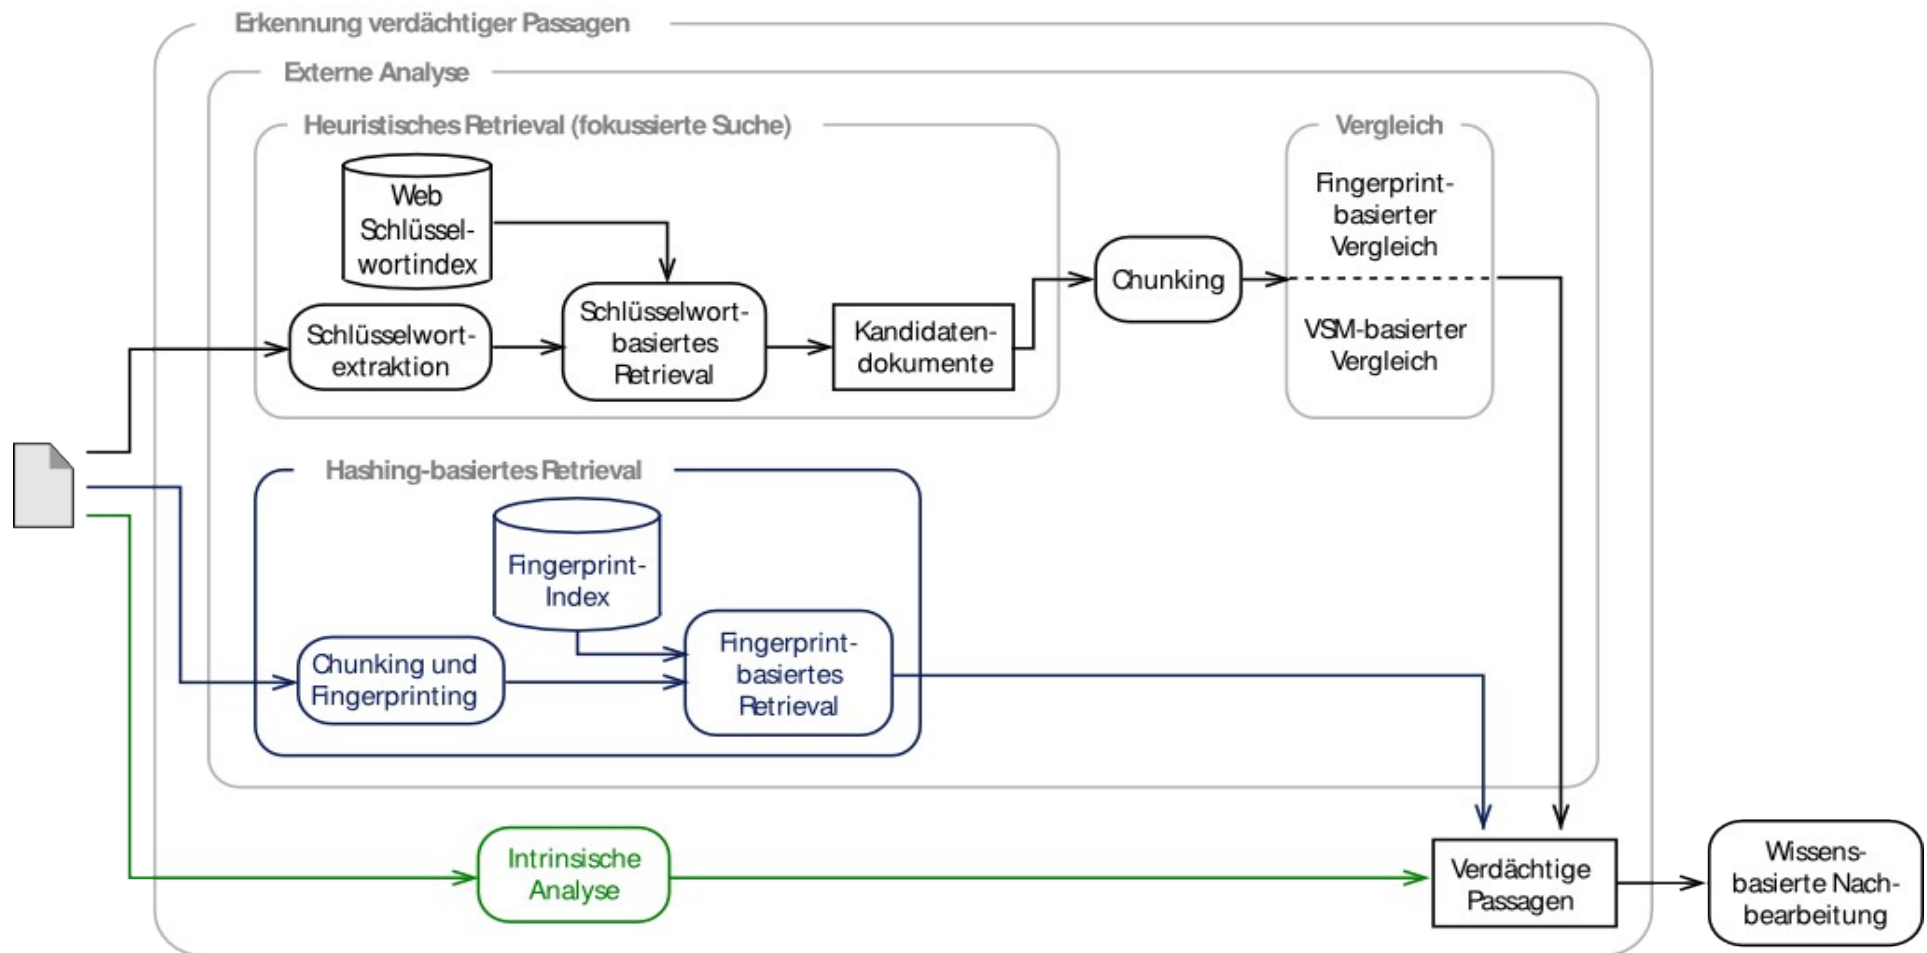 Erkennung verdächtiger Passagen
Externe Analyse
Heuristisches Retrieval (fokussierte Suche)
Vergleich
Web
Schlüssel-
wortindex
Schlüsselwort-
extraktion
Schlüsselwort-
basiertes
Retrieval
Kandidaten-
dokumente
Chunking
Fingerprint-
basierter
Vergleich
VSM-basierter
Vergleich
Hashing-basiertes Retrieval
Fingerprint-
Index
Chunking und
Fingerprinting
Fingerprint-
basiertes
Retrieval
Intrinsische
Analyse
Verdächtige
Passagen
Wissens-
basierte Nach-
bearbeitung